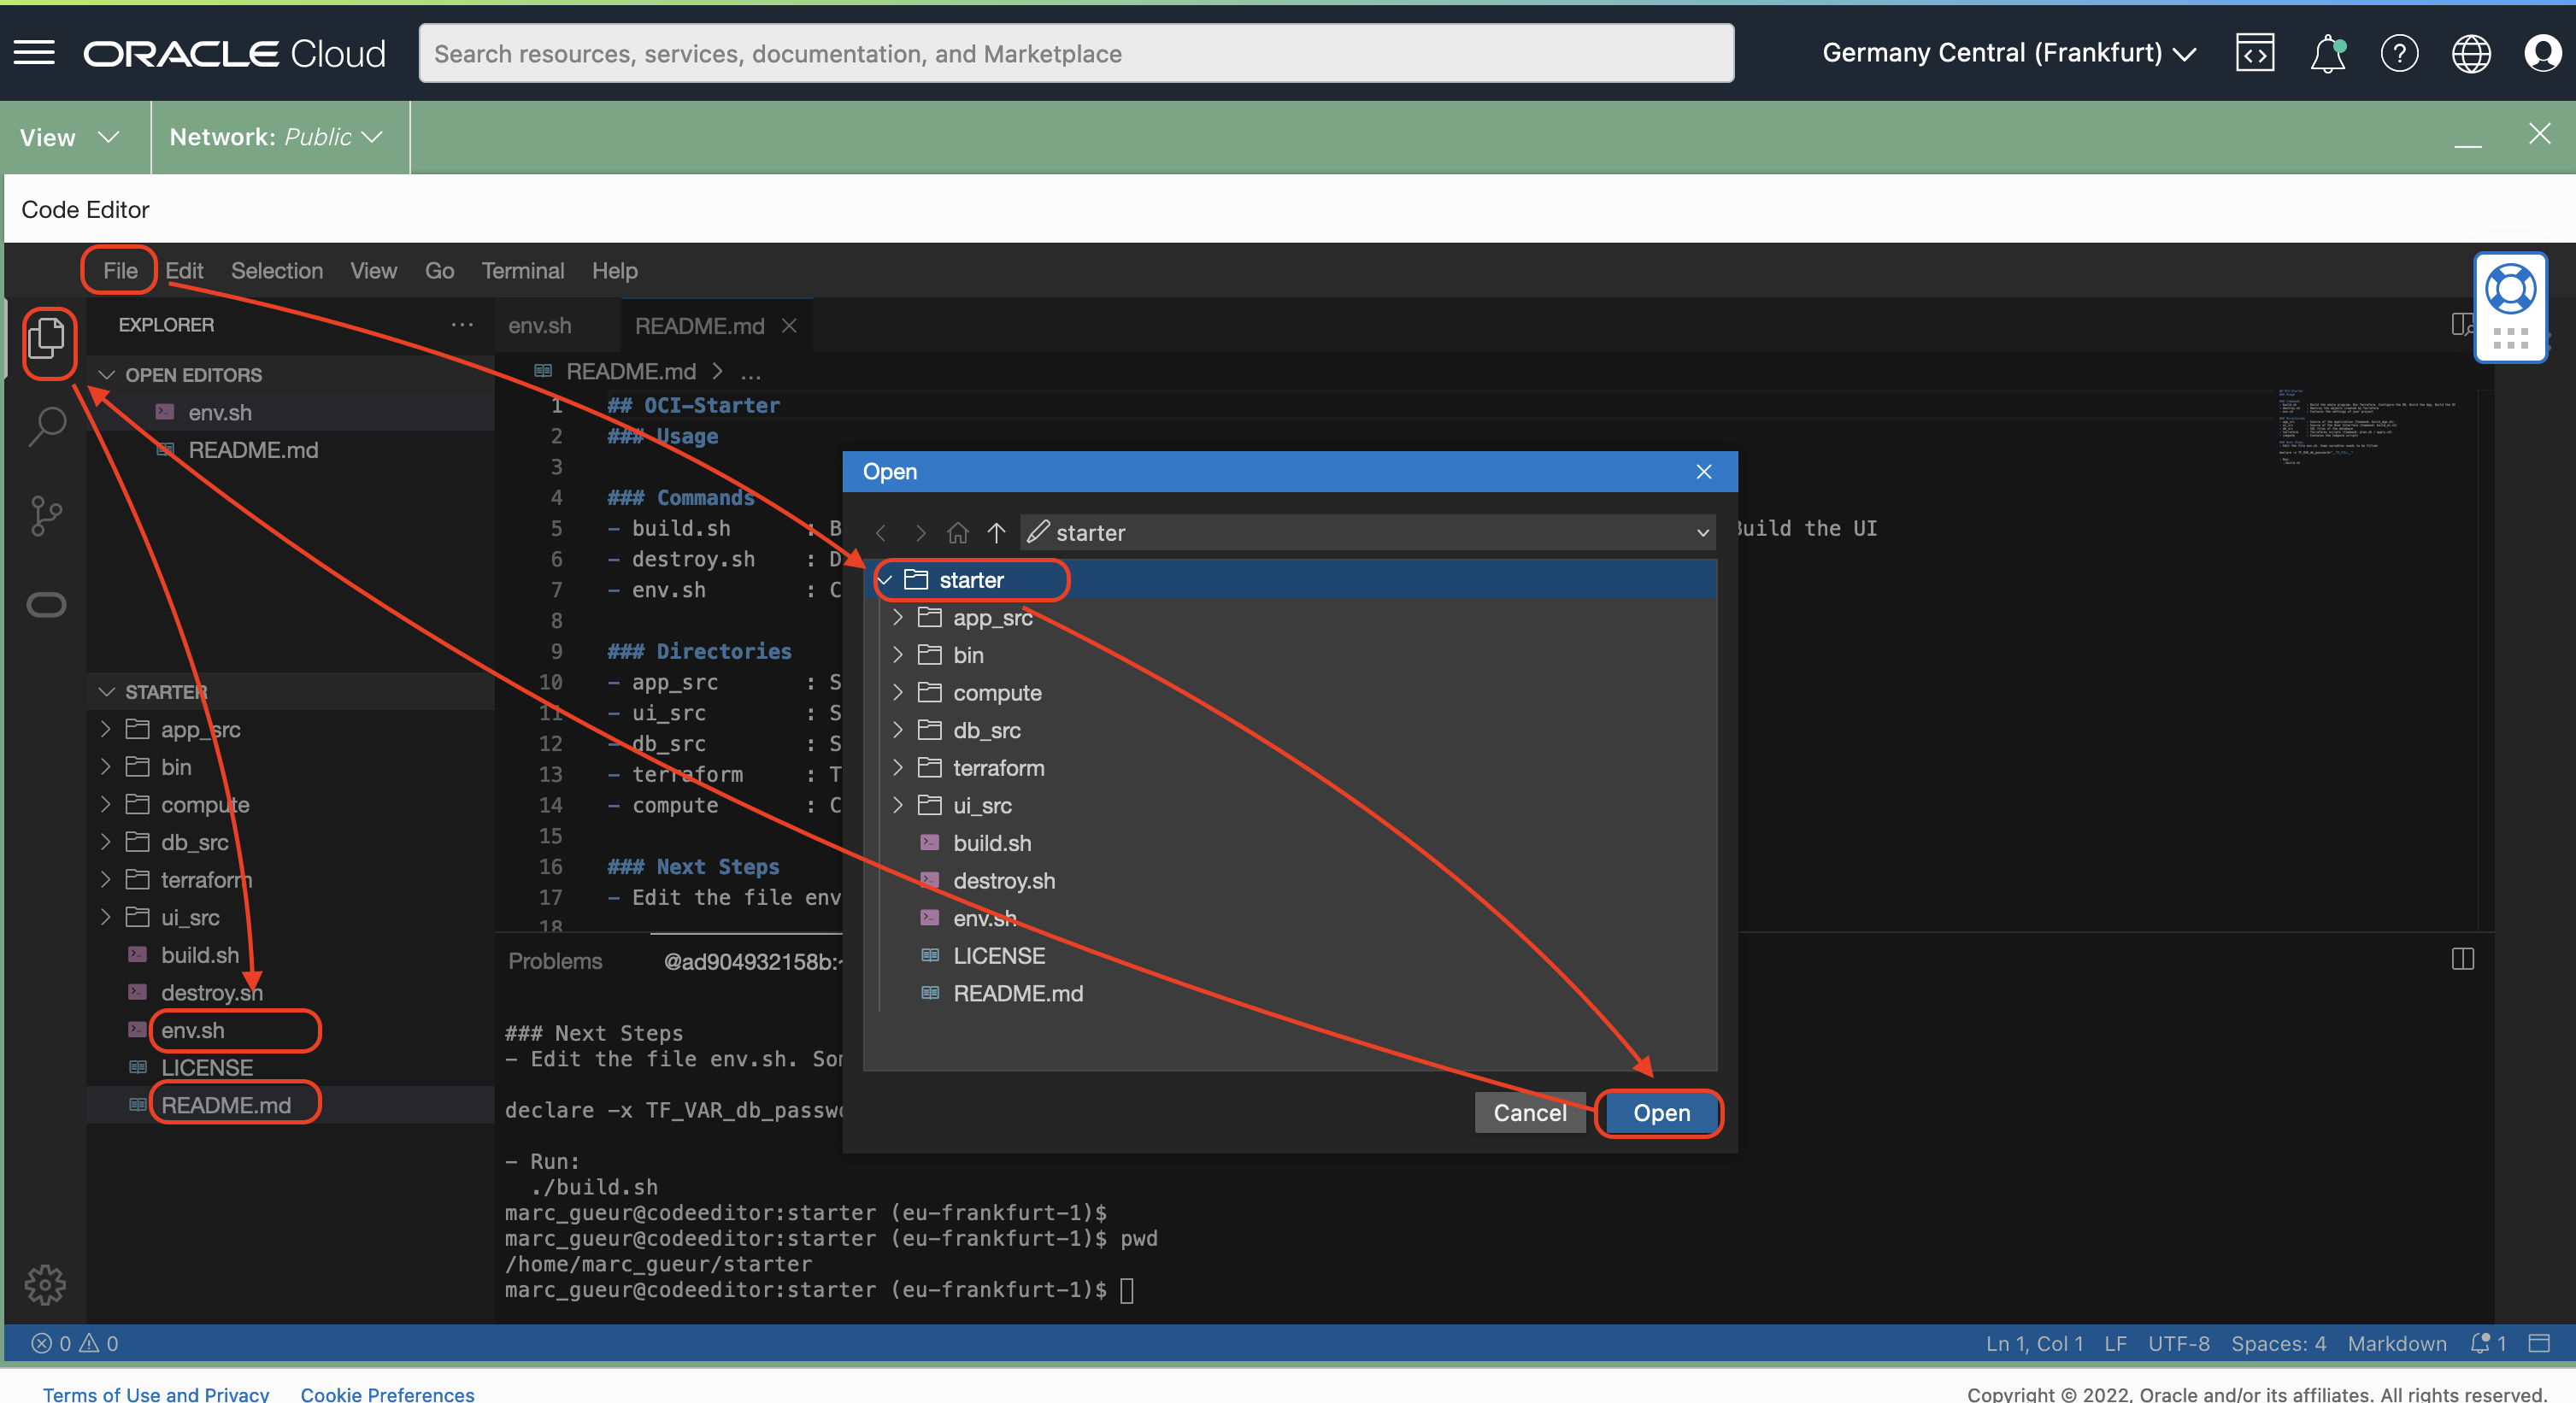 ORACLE Cloud
Search resources, services, documentation, and Marketplace
Germany Central (Frankfurt)
View
Network: Public
Code Editor
File Edit Selection View Go Terminal Help
EXPLORER
OPEN EDITORS
env.sh
README.md
STARTER
app_src
bin
compute
db_src
terraform
ui_src
build.sh
destroy.sh
env.sh
LICENSE
README.md
env.sh README.md
README.md > ...
1 ## OCI-Starter
2 ### Usage
3
4 ### Commands
5 - build.sh : B
Build the UI
6 - destroy.sh : D
7 - env.sh : C
8
9 ### Directories
10 - app_src : S
11 - ui_src : S
12 - db_src : S
13 - terraform : T
14 - compute : C
15
16 ### Next Steps
17 - Edit the file env
18
Open
starter
starter
app_src
bin
compute
db_src
terraform
ui_src
build.sh
destroy.sh
env.sh
LICENSE
README.md
Cancel Open
Problems @ad904932158b:~
### Next Steps
- Edit the file env.sh. Som
declare -x TF_VAR_db_passwo
- Run:
./build.sh
marc_gueur@codeeditor:starter (eu-frankfurt-1)$
marc_gueur@codeeditor:starter (eu-frankfurt-1)$ pwd
/home/marc_gueur/starter
marc_gueur@codeeditor:starter (eu-frankfurt-1)$
0 0
Ln 1, Col 1 LF UTF-8 Spaces: 4 Markdown 1
Terms of Use and Privacy Cookie Preferences
Copyright © 2022, Oracle and/or its affiliates. All rights reserved.